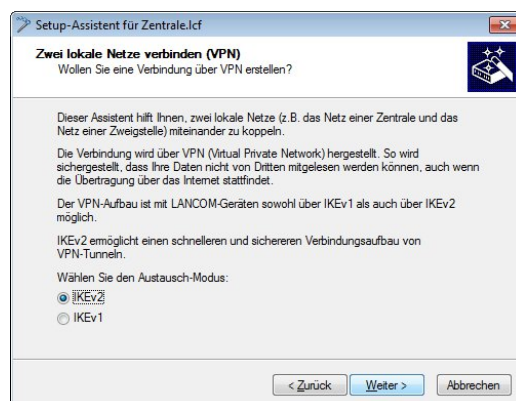 Setup-Assistent für Zentrale.lcf
Zwei lokale Netze verbinden (VPN)
Wollen Sie eine Verbindung über VPN erstellen?
Dieser Assistent hilft Ihnen, zwei lokale Netze (z.B. das Netz einer Zentrale und das
Netz einer Zweigstelle) miteinander zu koppeln.
Die Verbindung wird über VPN (Virtual Private Network) hergestellt. So wird
sichergestellt, dass Ihre Daten nicht von Dritten mitgelesen werden können, auch wenn
die Übertragung über das Internet stattfindet.
Der VPN-Aufbau ist mit LANCOM-Geräten sowohl über IKEv1 als auch über IKEv2
möglich.
IKEv2 ermöglicht einen schnelleren und sichereren Verbindungsaufbau von
VPN-Tunneln.
Wählen Sie den Austausch-Modus:
IKEv2
IKEv1
< Zurück Weiter > Abbrechen